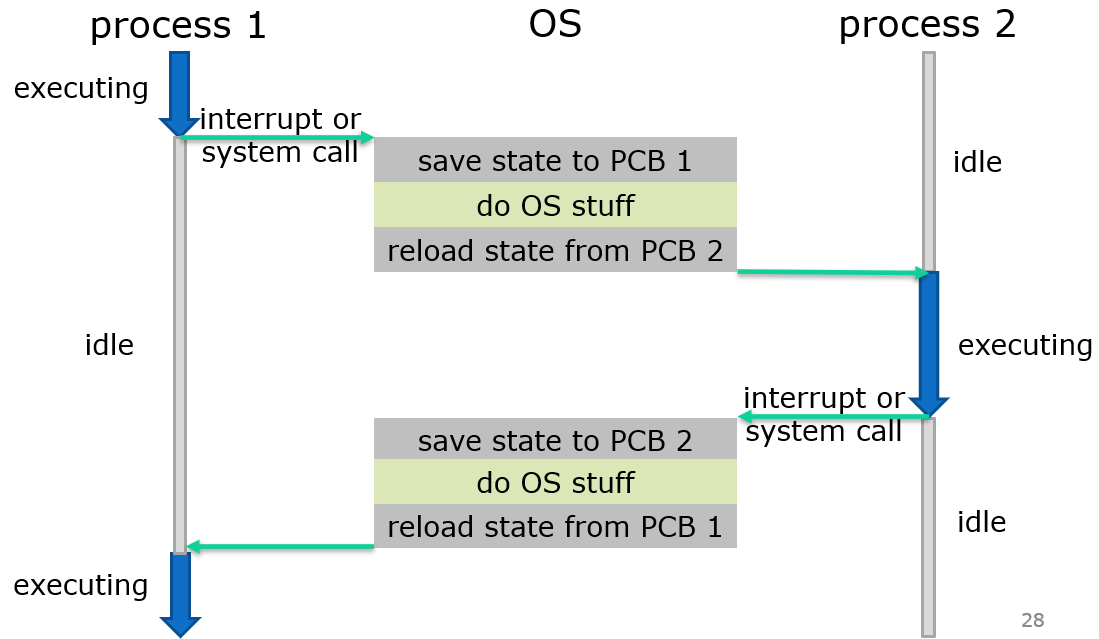 process 1
OS
process 2
executing
interrupt or
system call
save state to PCB 1
idle
do OS stuff
reload state from PCB 2
idle
executing
interrupt or
system call
save state to PCB 2
do OS stuff
reload state from PCB 1
idle
executing
28